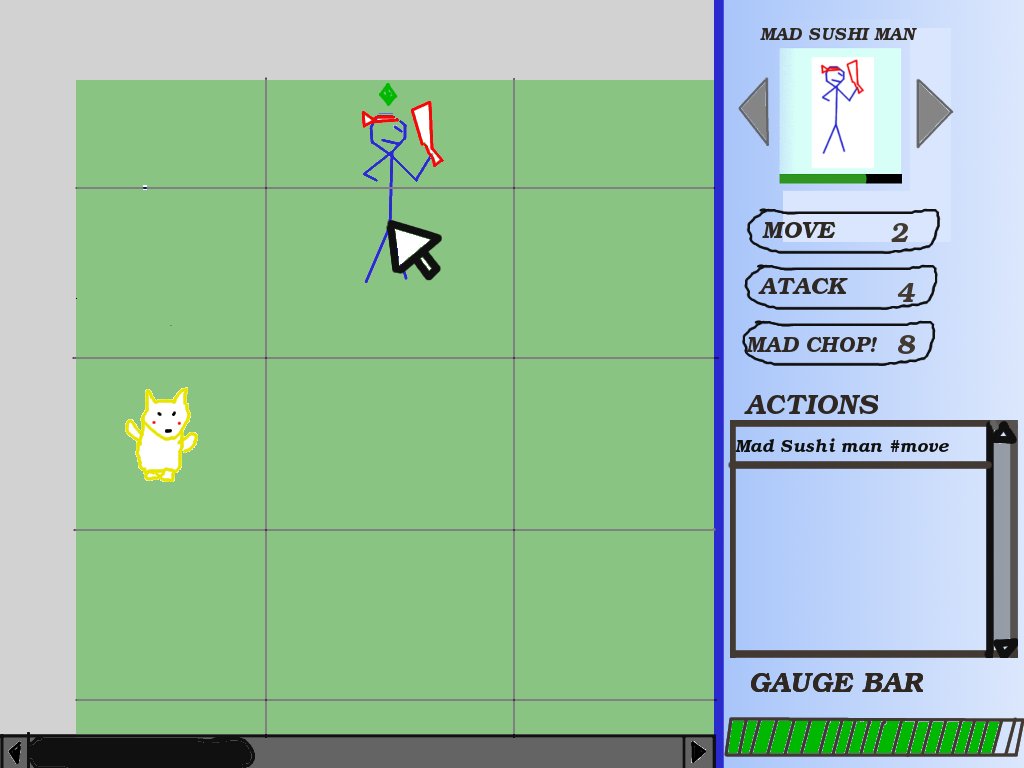 MAD SUSHI MAN
MOVE 2
ATACK 4
MAD CHOP! 8
ACTIONS
Mad Sushi man #move
GAUGE BAR